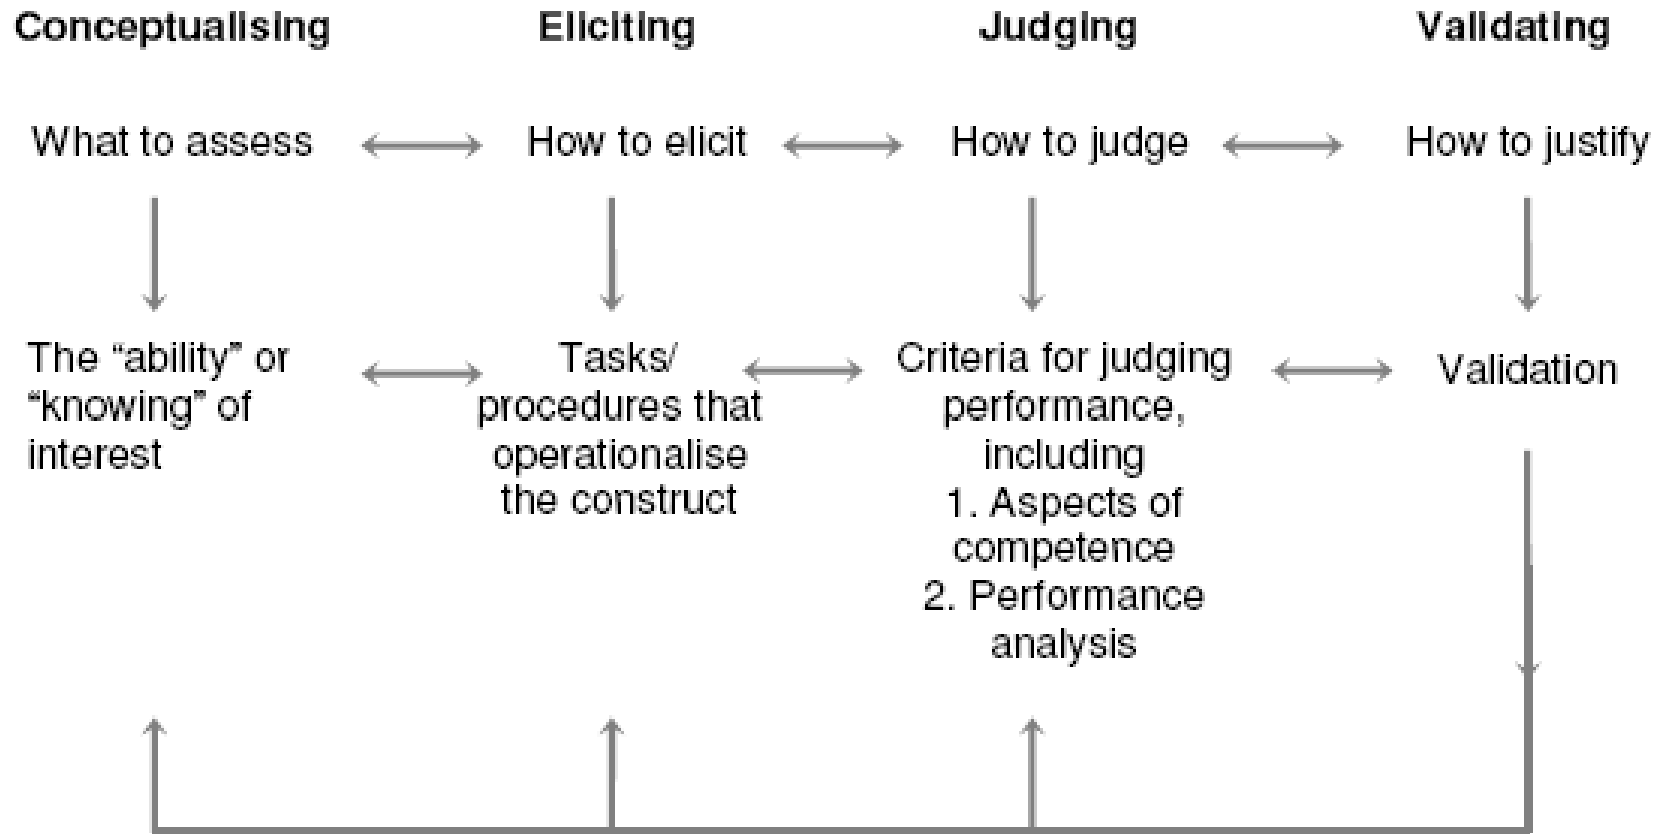 Conceptualising
Eliciting
Judging
Validating
What to assess
How to elicit
How to judge
How to justify
The “ability” or
“knowing” of
interest
Tasks/
procedures that
operationalise
the construct
Criteria for judging
performance,
including
1. Aspects of
competence
2. Performance
analysis
Validation